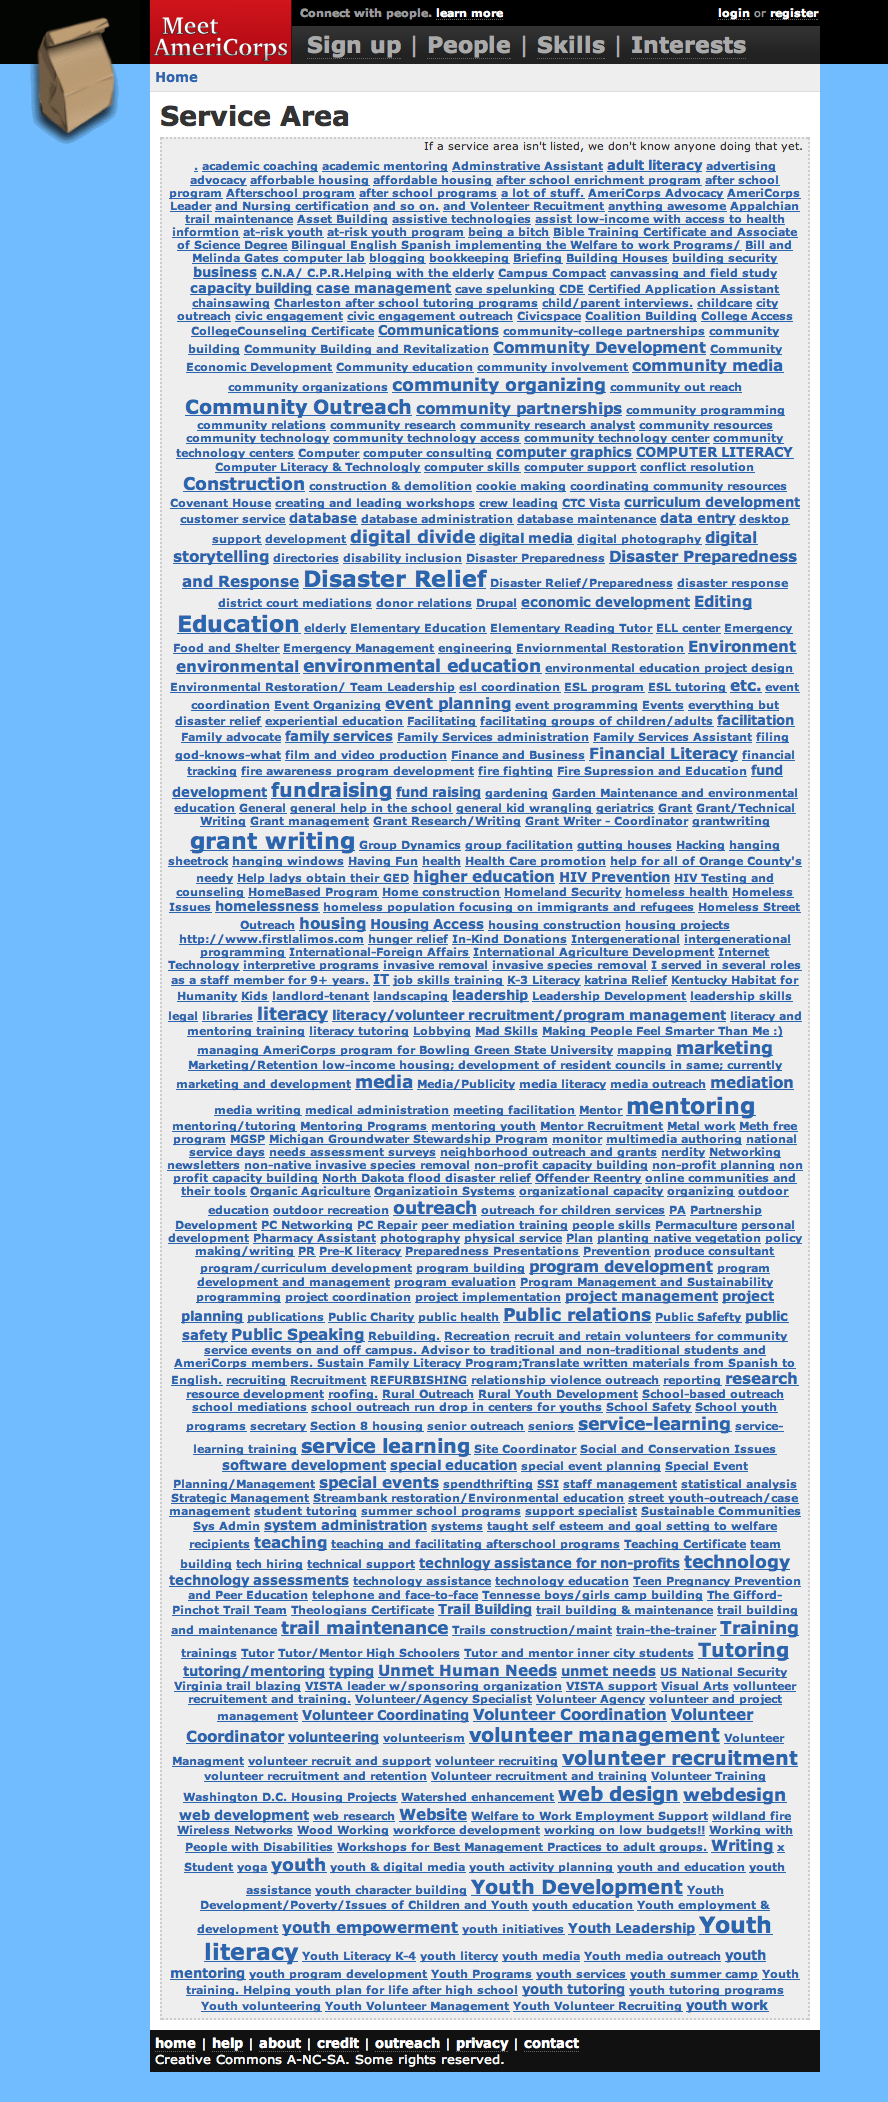 Meet
AmeriCorps
Connect with people. learn more
login or register
Sign up | People | Skills | Interests
Home
Service Area
If a service area isn't listed, we don't know anyone doing that yet.
. academic coaching academic mentoring Adminstrative Assistant adult literacy advertising
advocacy afforbable housing affordable housing after school enrichment program after school
program Afterschool program after school programs a lot of stuff. AmeriCorps Advocacy AmeriCorps
Leader and Nursing certification and so on. and Volenteer Recuitment anything awesome Appalchian
trail maintenance Asset Building assistive technologies assist low-income with access to health
informtion at-risk youth at-risk youth program being a bitch Bible Training Certificate and Associate
of Science Degree Bilingual English Spanish implementing the Welfare to work Programs/ Bill and
Melinda Gates computer lab blogging bookkeeping Briefing Building Houses building security
business C.N.A/ C.P.R.Helping with the elderly Campus Compact canvassing and field study
capacity building case management cave spelunking CDE Certified Application Assistant
chainsawing Charleston after school tutoring programs child/parent interviews. childcare city
outreach civic engagement civic engagement outreach Civicspace Coalition Building College Access
CollegeCounseling Certificate Communications community-college partnerships community
building Community Building and Revitalization Community Development Community
Economic Development Community education community involvement community media
community organizations community organizing community out reach
Community Outreach community partnerships community programming
community relations community research community research analyst community resources
community technology community technology access community technology center community
technology centers Computer computer consulting computer graphics COMPUTER LITERACY
Computer Literacy & Technologly computer skills computer support conflict resolution
Construction construction & demolition cookie making coordinating community resources
Covenant House creating and leading workshops crew leading CTC Vista curriculum development
customer service database database administration database maintenance data entry desktop
support development digital divide digital media digital photography digital
storytelling directories disability inclusion Disaster Preparedness Disaster Preparedness
and Response Disaster Relief Disaster Relief/Preparedness disaster response
district court mediations donor relations Drupal economic development Editing
Education elderly Elementary Education Elementary Reading Tutor ELL center Emergency
Food and Shelter Emergency Management engineering Enviornmental Restoration Environment
environmental environmental education environmental education project design
Environmental Restoration/ Team Leadership esl coordination ESL program ESL tutoring etc. event
coordination Event Organizing event planning event programming Events everything but
disaster relief experiential education Facilitating facilitating groups of children/adults facilitation
Family advocate family services Family Services administration Family Services Assistant filing
god-knows-what film and video production Finance and Business Financial Literacy financial
tracking fire awareness program development fire fighting Fire Supression and Education fund
development fundraising fund raising gardening Garden Maintenance and environmental
education General general help in the school general kid wrangling geriatrics Grant Grant/Technical
Writing Grant management Grant Research/Writing Grant Writer - Coordinator grantwriting
grant writing Group Dynamics group facilitation gutting houses Hacking hanging
sheetrock hanging windows Having Fun health Health Care promotion help for all of Orange County's
needy Help ladys obtain their GED higher education HIV Prevention HIV Testing and
counseling HomeBased Program Home construction Homeland Security homeless health Homeless
Issues homelessness homeless population focusing on immigrants and refugees Homeless Street
Outreach housing Housing Access housing construction housing projects
http://www.firstlalimos.com hunger relief In-Kind Donations Intergenerational intergenerational
programming International-Foreign Affairs International Agriculture Development Internet
Technology interpretive programs invasive removal invasive species removal I served in several roles
as a staff member for 9+ years. IT job skills training K-3 Literacy katrina Relief Kentucky Habitat for
Humanity Kids landlord-tenant landscaping leadership Leadership Development leadership skills
legal libraries literacy literacy/volunteer recruitment/program management literacy and
mentoring training literacy tutoring Lobbying Mad Skills Making People Feel Smarter Than Me :)
managing AmeriCorps program for Bowling Green State University mapping marketing
Marketing/Retention low-income housing; development of resident councils in same; currently
marketing and development media Media/Publicity media literacy media outreach mediation
media writing medical administration meeting facilitation Mentor mentoring
mentoring/tutoring Mentoring Programs mentoring youth Mentor Recruitment Metal work Meth free
program MGSP Michigan Groundwater Stewardship Program monitor multimedia authoring national
service days needs assessment surveys neighborhood outreach and grants nerdity Networking
newsletters non-native invasive species removal non-profit capacity building non-profit planning non
profit capacity building North Dakota flood disaster relief Offender Reentry online communities and
their tools Organic Agriculture Organizatioin Systems organizational capacity organizing outdoor
education outdoor recreation outreach outreach for children services PA Partnership
Development PC Networking PC Repair peer mediation training people skills Permaculture personal
development Pharmacy Assistant photography physical service Plan planting native vegetation policy
making/writing PR Pre-K literacy Preparedness Presentations Prevention produce consultant
program/curriculum development program building program development program
development and management program evaluation Program Management and Sustainability
programming project coordination project implementation project management project
planning publications Public Charity public health Public relations Public Safefty public
safety Public Speaking Rebuilding. Recreation recruit and retain volunteers for community
service events on and off campus. Advisor to traditional and non-traditional students and
AmeriCorps members. Sustain Family Literacy Program;Translate written materials from Spanish to
English. recruiting Recruitment REFURBISHING relationship violence outreach reporting research
resource development roofing. Rural Outreach Rural Youth Development School-based outreach
school mediations school outreach run drop in centers for youths School Safety School youth
programs secretary Section 8 housing senior outreach seniors service-learning service-
learning training service learning Site Coordinator Social and Conservation Issues
software development special education special event planning Special Event
Planning/Management special events spendthrifting SSI staff management statistical analysis
Strategic Management Streambank restoration/Environmental education street youth-outreach/case
management student tutoring summer school programs support specialist Sustainable Communities
Sys Admin system administration systems taught self esteem and goal setting to welfare
recipients teaching teaching and facilitating afterschool programs Teaching Certificate team
building tech hiring technical support technlogy assistance for non-profits technology
technology assessments technology assistance technology education Teen Pregnancy Prevention
and Peer Education telephone and face-to-face Tennesse boys/girls camp building The Gifford-
Pinchot Trail Team Theologians Certificate Trail Building trail building & maintenance trail building
and maintenance trail maintenance Trails construction/maint train-the-trainer Training
trainings Tutor Tutor/Mentor High Schoolers Tutor and mentor inner city students Tutoring
tutoring/mentoring typing Unmet Human Needs unmet needs US National Security
Virginia trail blazing VISTA leader w/sponsoring organization VISTA support Visual Arts vollunteer
recruitement and training. Volunteer/Agency Specialist Volunteer Agency volunteer and project
management Volunteer Coordinating Volunteer Coordination Volunteer
Coordinator volunteering volunteerism volunteer management Volunteer
Managment volunteer recruit and support volunteer recruiting volunteer recruitment
volunteer recruitment and retention Volunteer recruitment and training Volunteer Training
Washington D.C. Housing Projects Watershed enhancement web design webdesign
web development web research Website Welfare to Work Employment Support wildland fire
Wireless Networks Wood Working workforce development working on low budgets!! Working with
People with Disabilities Workshops for Best Management Practices to adult groups. Writing x
Student yoga youth youth & digital media youth activity planning youth and education youth
assistance youth character building Youth Development Youth
Development/Poverty/Issues of Children and Youth youth education Youth employment &
development youth empowerment youth initiatives Youth Leadership Youth
literacy Youth Literacy K-4 youth litercy youth media Youth media outreach youth
mentoring youth program development Youth Programs youth services youth summer camp Youth
training. Helping youth plan for life after high school youth tutoring youth tutoring programs
Youth volunteering Youth Volunteer Management Youth Volunteer Recruiting youth work
home | help | about | credit | outreach | privacy | contact
Creative Commons A-NC-SA. Some rights reserved.